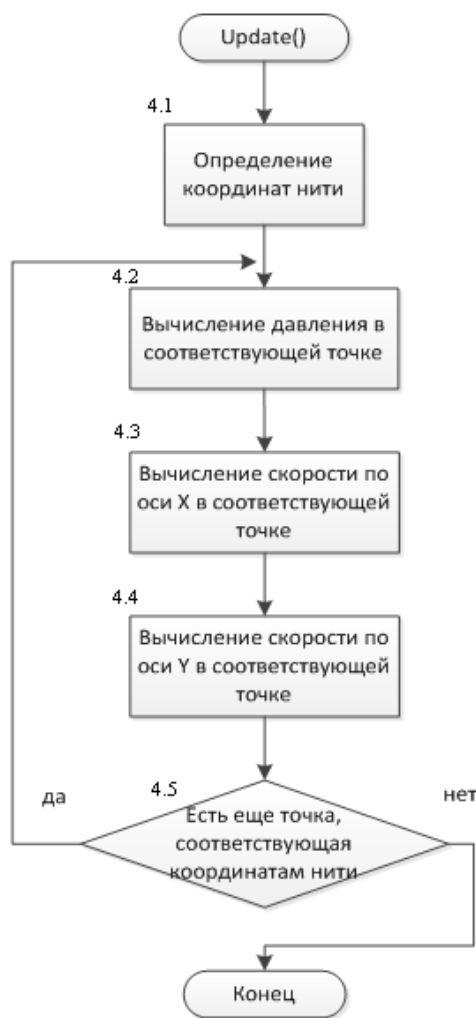 Update()
4.1
Определение
координат нити
4.2
Вычисление давления в
соответствующей точке
4.3
Вычисление скорости по
оси X в соответствующей
точке
4.4
Вычисление скорости по
оси Y в соответствующей
точке
4.5
да
нет
Есть еще точка,
соответствующая
координатам нити
Конец